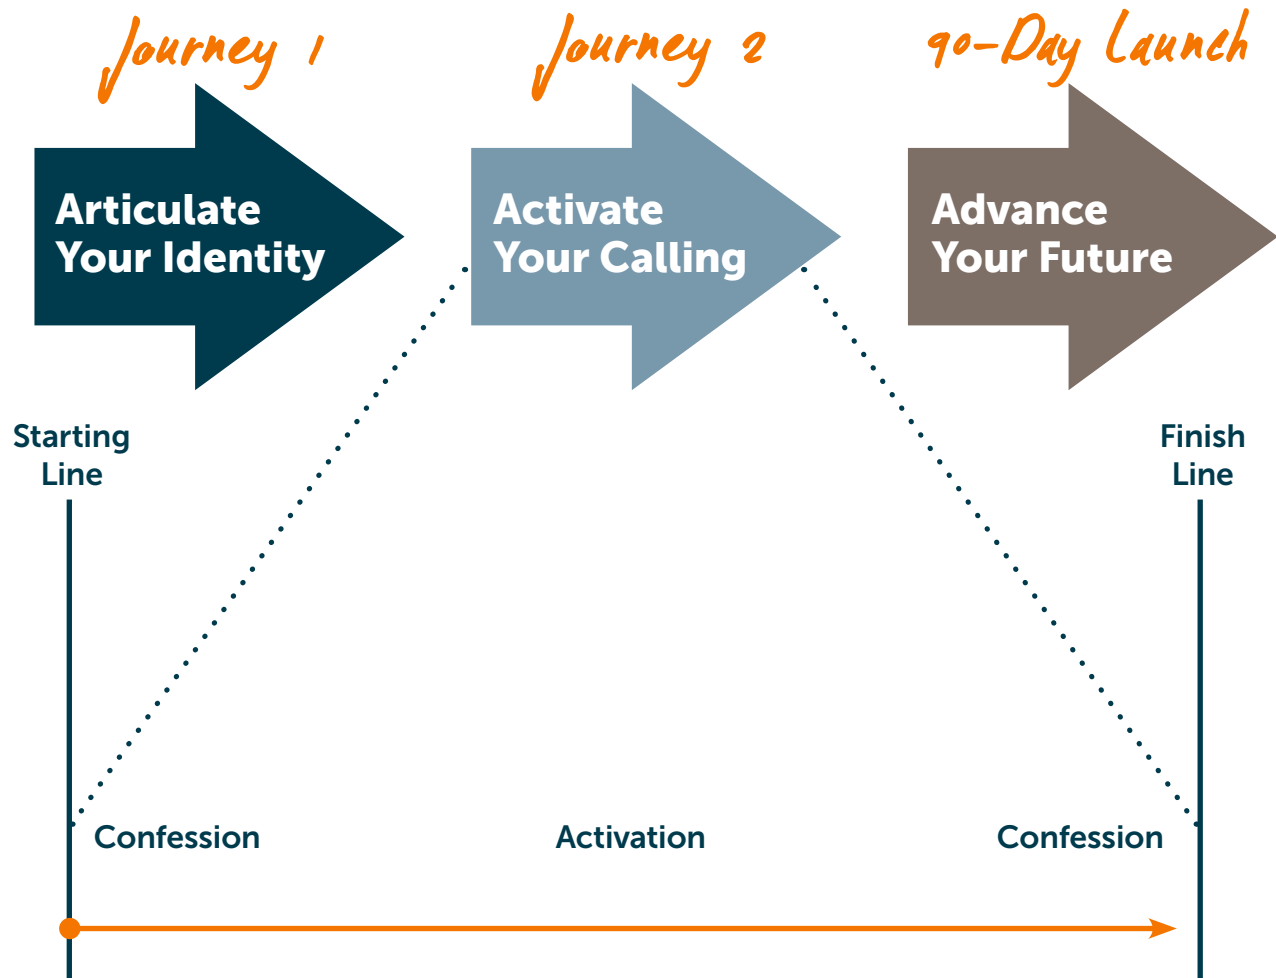 Journey 1
Journey 2
90-Day Launch
Articulate
Your Identity
Activate
Your Calling
Advance
Your Future
Starting
Line
Finish
Line
Confession
Activation
Confession